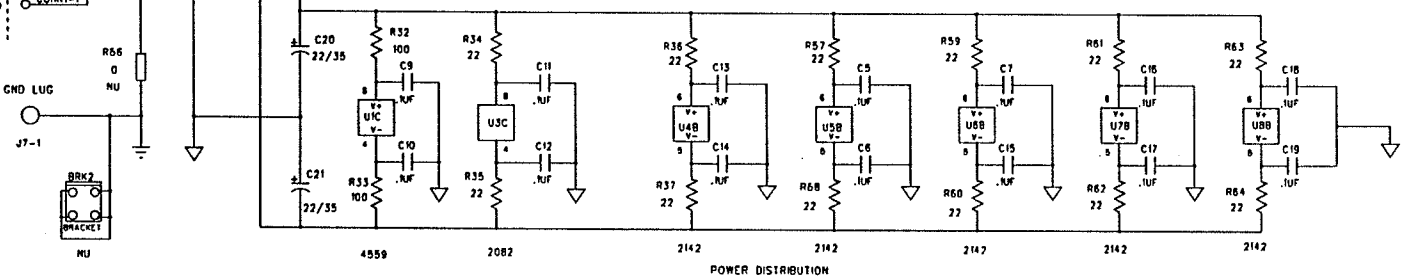 R66
0
NU
GND LUG
J7-1
BRK2
BRACKET
NU
C20
22/35
C21
22/35
R32
100
C9
.1UF
8
V+
U1C
V-
4
C10
.1UF
R33
100
4559
R34
22
C11
.1UF
8
U3C
4
C12
.1UF
R35
22
2082
R36
22
C13
.1UF
6
V+
U4B
V-
5
C14
.1UF
R37
22
2142
R57
22
C5
.1UF
6
V+
U5B
V-
5
C6
.1UF
R68
22
2142
R59
22
C7
.1UF
6
V+
U6B
V-
5
C15
.1UF
R60
22
2142
R61
22
C16
.1UF
6
V+
U7B
V-
5
C17
.1UF
R62
22
2142
R63
22
C18
.1UF
6
V+
U8B
V-
5
C19
.1UF
R64
22
2142
POWER DISTRIBUTION